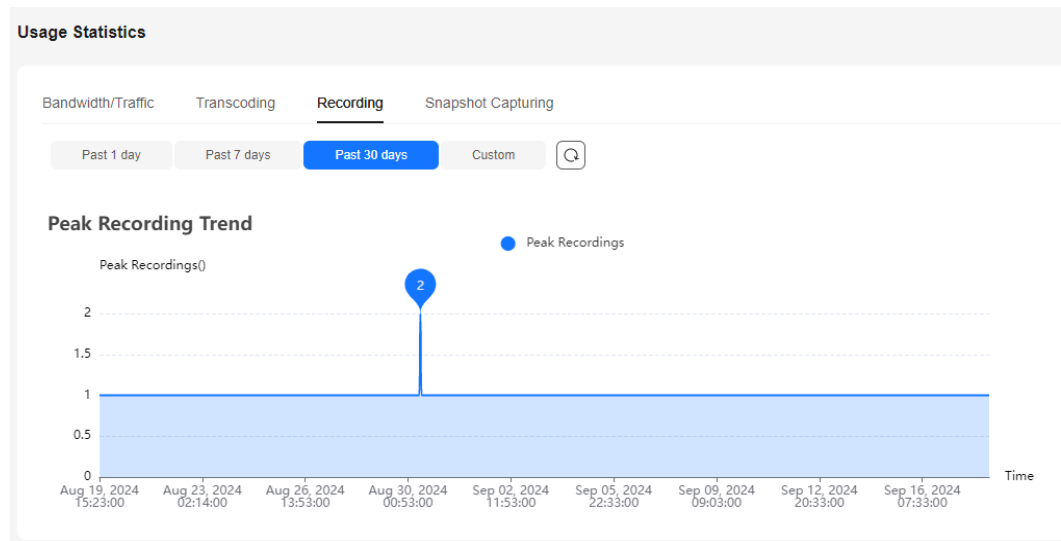 Usage Statistics
Bandwidth/Traffic Transcoding Recording Snapshot Capturing
Past 1 day Past 7 days Past 30 days Custom
Peak Recording Trend
Peak Recordings
Peak Recordings()
2
2
1.5
1
0.5
0
Time
Aug 19, 2024 Aug 23, 2024 Aug 26, 2024 Aug 30, 2024 Sep 02, 2024 Sep 05, 2024 Sep 09, 2024 Sep 12, 2024 Sep 16, 2024
15:23:00 02:14:00 13:53:00 00:53:00 11:53:00 22:33:00 09:03:00 20:33:00 07:33:00